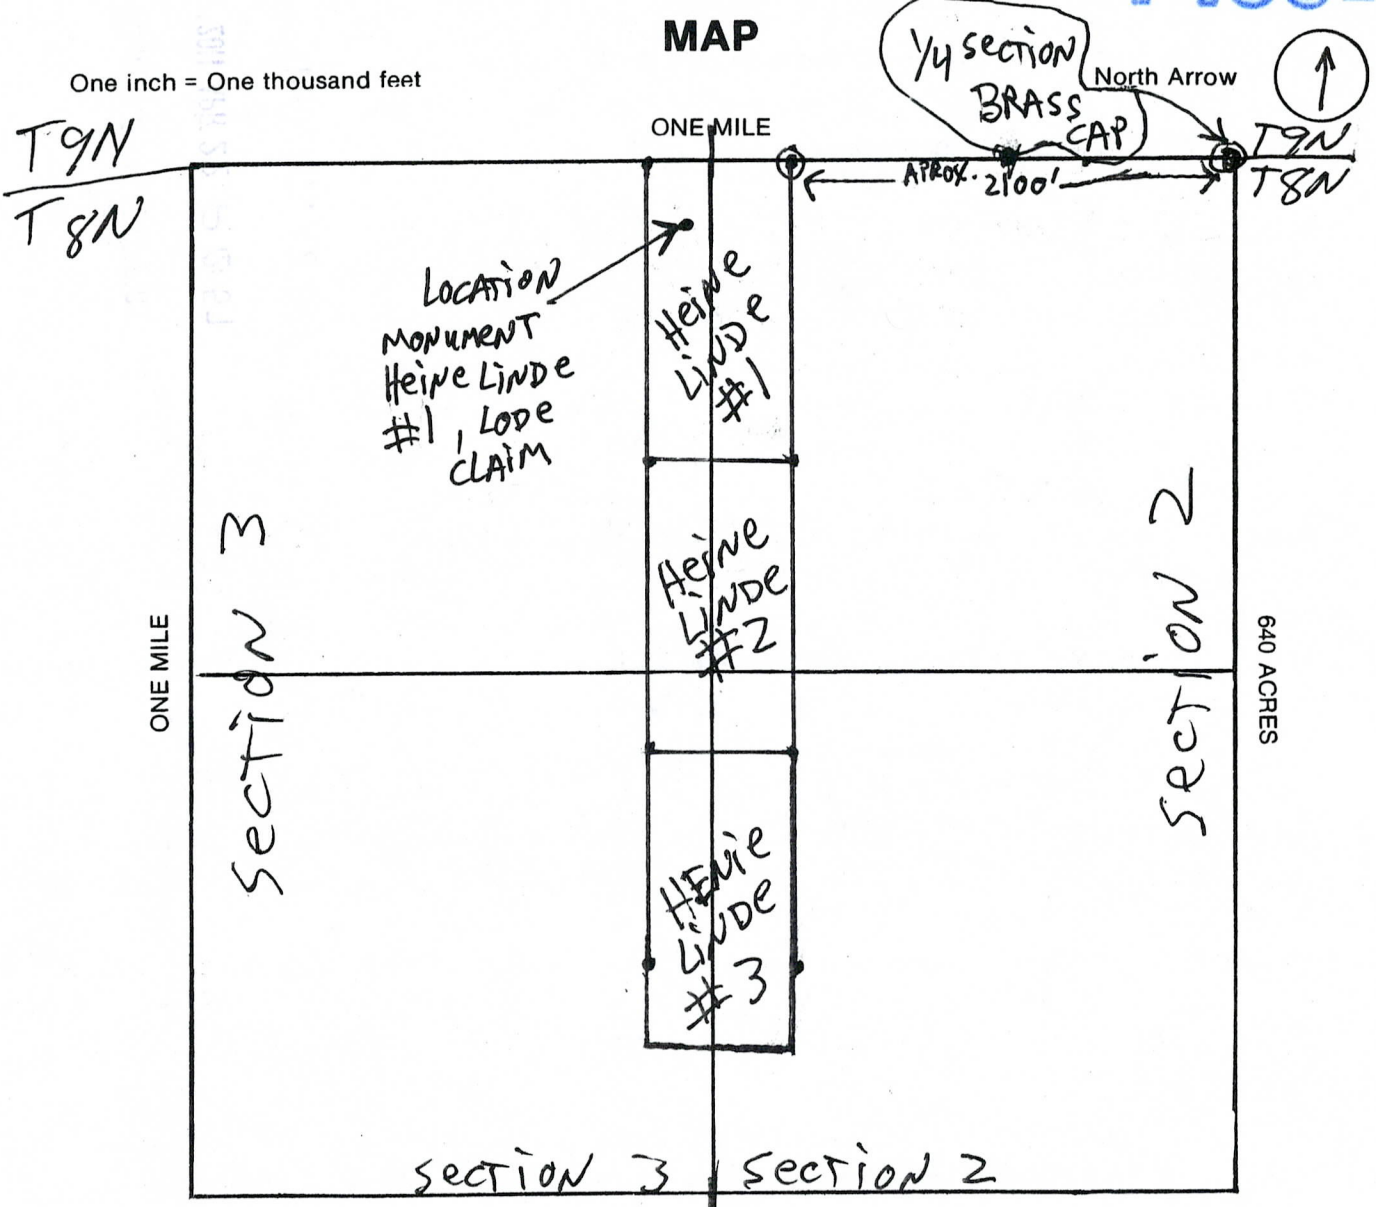 MAP
One inch = One thousand feet
1/4 section
BRASS
CAP
North Arrow
T9N
T8N
ONE MILE
T9N
T8N
APROX. 2100'
LOCATION
MONUMENT
Heine LINDe
#1, LODe
CLAIM
Heine
LINDe
#1
Heine
LINDe
#2
HENie
LINDe
#3
Section 3
ONE MILE
Section 2
640 ACRES
Section 3
Section 2